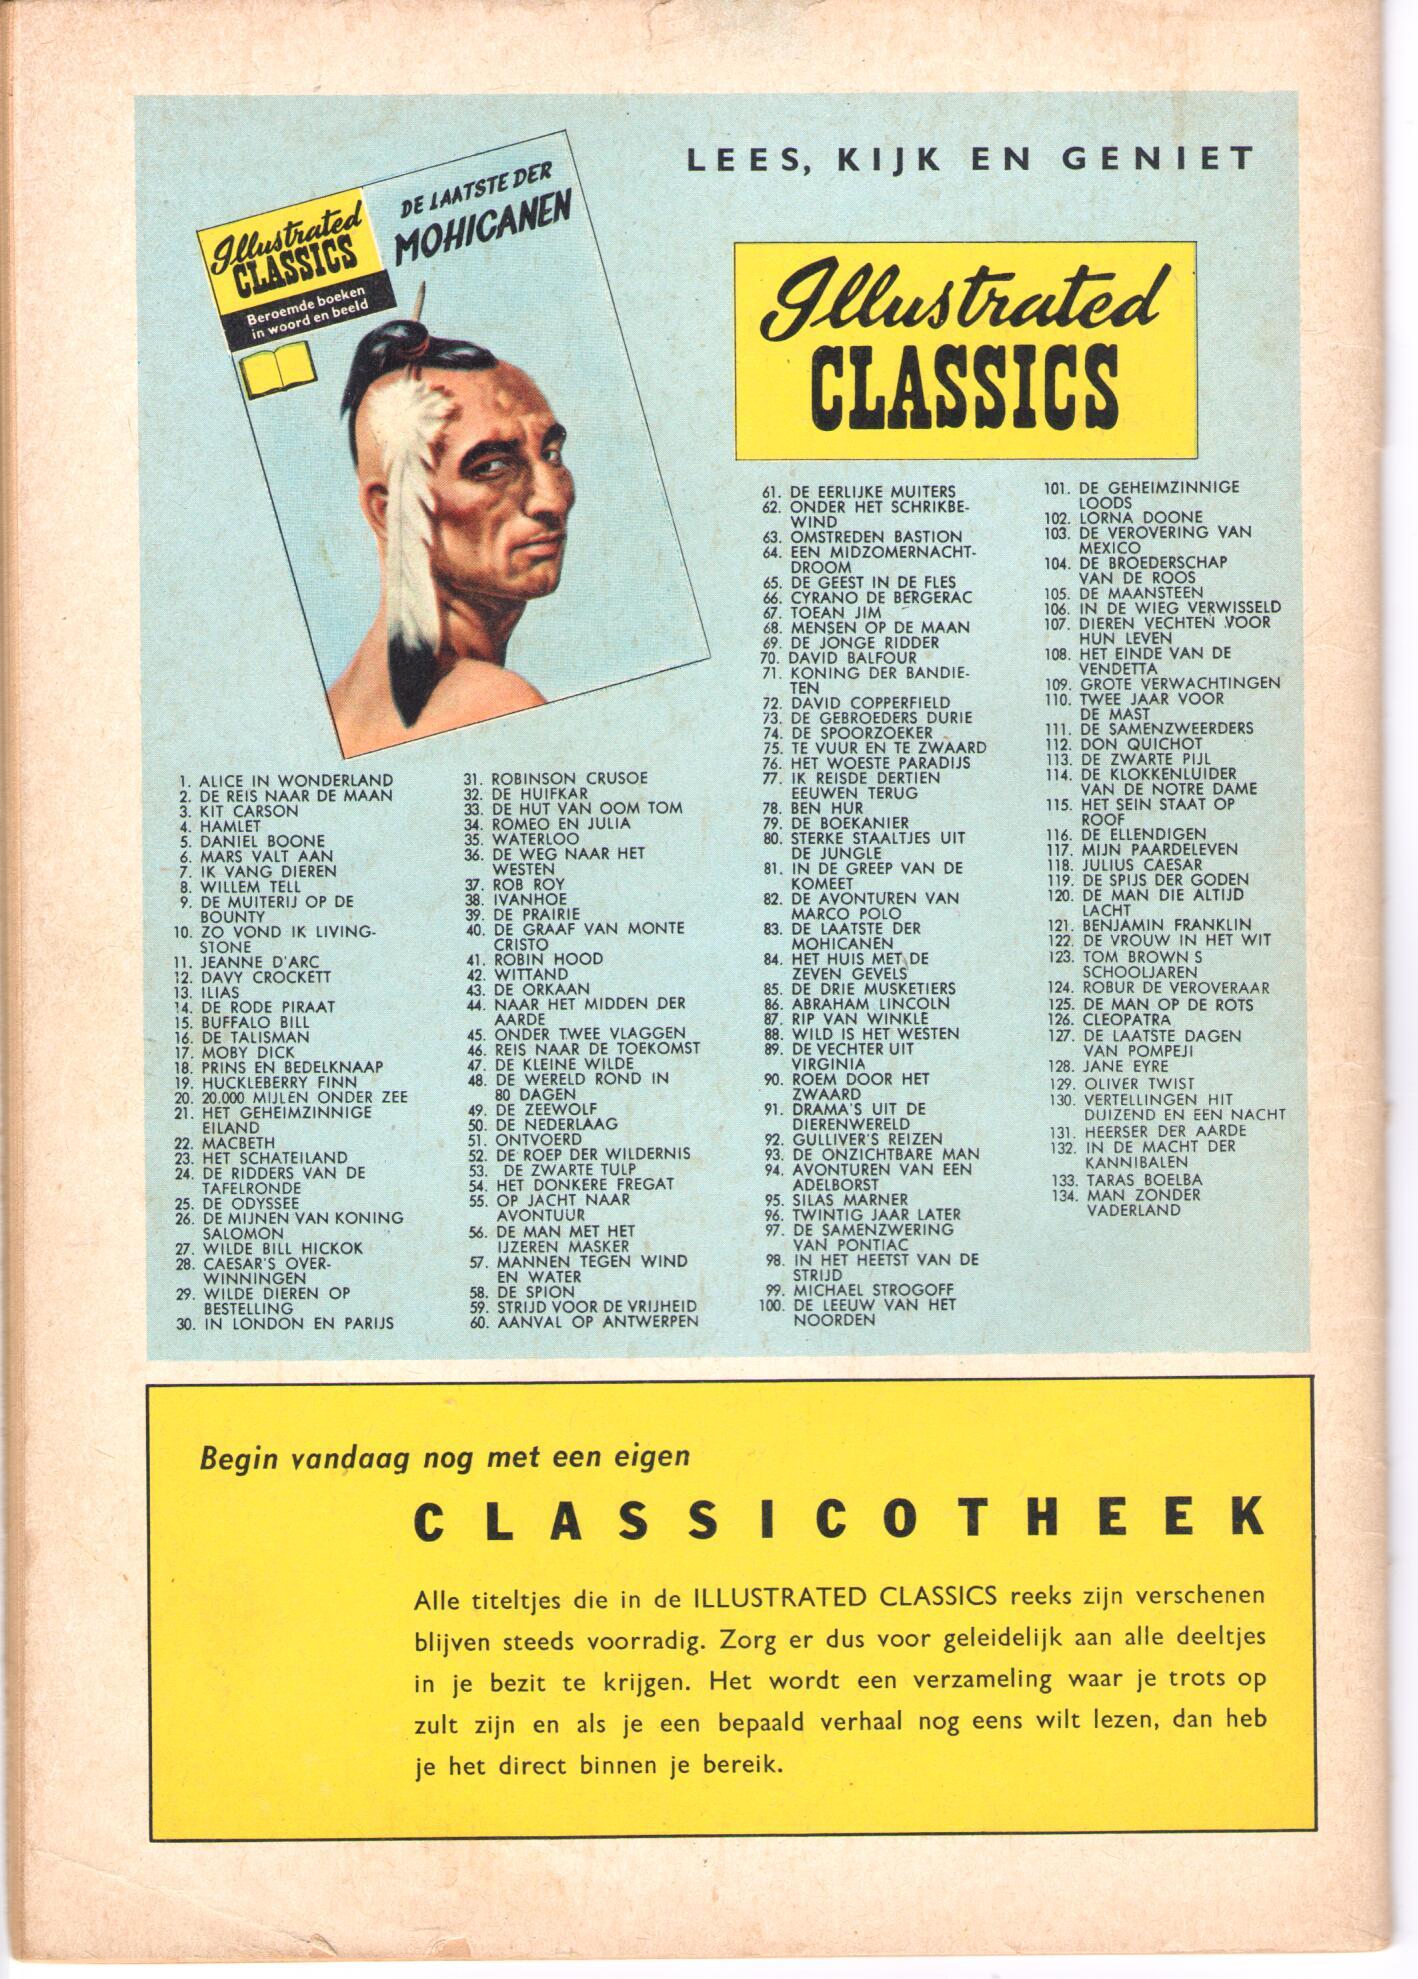 LEES, KIJK EN GENIET
Illustrated
CLASSICS
Beroemde boeken
in woord en beeld
DE LAATSTE DER
MOHICANEN
Illustrated
CLASSICS
1. ALICE IN WONDERLAND
2. DE REIS NAAR DE MAAN
3. KIT CARSON
4. HAMLET
5. DANIEL BOONE
6. MARS VALT AAN
7. IK VANG DIEREN
8. WILLEM TELL
9. DE MUITERIJ OP DE
BOUNTY
10. ZO VOND IK LIVING-
STONE
11. JEANNE D'ARC
12. DAVY CROCKETT
13. ILIAS
14. DE RODE PIRAAT
15. BUFFALO BILL
16. DE TALISMAN
17. MOBY DICK
18. PRINS EN BEDELKNAAP
19. HUCKLEBERRY FINN
20. 20.000 MIJLEN ONDER ZEE
21. HET GEHEIMZINNIGE
EILAND
22. MACBETH
23. HET SCHATEILAND
24. DE RIDDERS VAN DE
TAFELRONDE
25. DE ODYSSEE
26. DE MIJNEN VAN KONING
SALOMON
27. WILDE BILL HICKOK
28. CAESAR'S OVER-
WINNINGEN
29. WILDE DIEREN OP
BESTELLING
30. IN LONDON EN PARIJS
31. ROBINSON CRUSOE
32. DE HUIFKAR
33. DE HUT VAN OOM TOM
34. ROMEO EN JULIA
35. WATERLOO
36. DE WEG NAAR HET
WESTEN
37. ROB ROY
38. IVANHOE
39. DE PRAIRIE
40. DE GRAAF VAN MONTE
CRISTO
41. ROBIN HOOD
42. WITTAND
43. DE ORKAAN
44. NAAR HET MIDDEN DER
AARDE
45. ONDER TWEE VLAGGEN
46. REIS NAAR DE TOEKOMST
47. DE KLEINE WILDE
48. DE WERELD ROND IN
80 DAGEN
49. DE ZEEWOLF
50. DE NEDERLAAG
51. ONTVOERD
52. DE ROEP DER WILDERNIS
53. DE ZWARTE TULP
54. HET DONKERE FREGAT
55. OP JACHT NAAR
AVONTUUR
56. DE MAN MET HET
IJZEREN MASKER
57. MANNEN TEGEN WIND
EN WATER
58. DE SPION
59. STRIJD VOOR DE VRIJHEID
60. AANVAL OP ANTWERPEN
61. DE EERLIJKE MUITERS
62. ONDER HET SCHRIKBE-
WIND
63. OMSTREDEN BASTION
64. EEN MIDZOMERNACHT-
DROOM
65. DE GEEST IN DE FLES
66. CYRANO DE BERGERAC
67. TOEAN JIM
68. MENSEN OP DE MAAN
69. DE JONGE RIDDER
70. DAVID BALFOUR
71. KONING DER BANDIE-
TEN
72. DAVID COPPERFIELD
73. DE GEBROEDERS DURIE
74. DE SPOORZOEKER
75. TE VUUR EN TE ZWAARD
76. HET WOESTE PARADIJS
77. IK REISDE DERTIEN
EEUWEN TERUG
78. BEN HUR
79. DE BOEKANIER
80. STERKE STAALTJES UIT
DE JUNGLE
81. IN DE GREEP VAN DE
KOMEET
82. DE AVONTUREN VAN
MARCO POLO
83. DE LAATSTE DER
MOHICANEN
84. HET HUIS MET DE
ZEVEN GEVELS
85. DE DRIE MUSKETIERS
86. ABRAHAM LINCOLN
87. RIP VAN WINKLE
88. WILD IS HET WESTEN
89. DE VECHTER UIT
VIRGINIA
90. ROEM DOOR HET
ZWAARD
91. DRAMA'S UIT DE
DIERENWERELD
92. GULLIVER'S REIZEN
93. DE ONZICHTBARE MAN
94. AVONTUREN VAN EEN
ADELBORST
95. SILAS MARNER
96. TWINTIG JAAR LATER
97. DE SAMENZWERING
VAN PONTIAC
98. IN HET HEETST VAN DE
STRIJD
99. MICHAEL STROGOFF
100. DE LEEUW VAN HET
NOORDEN
101. DE GEHEIMZINNIGE
LOODS
102. LORNA DOONE
103. DE VEROVERING VAN
MEXICO
104. DE BROEDERSCHAP
VAN DE ROOS
105. DE MAANSTEEN
106. IN DE WIEG VERWISSELD
107. DIEREN VECHTEN VOOR
HUN LEVEN
108. HET EINDE VAN DE
VENDETTA
109. GROTE VERWACHTINGEN
110. TWEE JAAR VOOR
DE MAST
111. DE SAMENZWEERDERS
112. DON QUICHOT
113. DE ZWARTE PIJL
114. DE KLOKKENLUIDER
VAN DE NOTRE DAME
115. HET SEIN STAAT OP
ROOF
116. DE ELLENDIGEN
117. MIJN PAARDELEVEN
118. JULIUS CAESAR
119. DE SPIJS DER GODEN
120. DE MAN DIE ALTIJD
LACHT
121. BENJAMIN FRANKLIN
122. DE VROUW IN HET WIT
123. TOM BROWN S
SCHOOLJAREN
124. ROBUR DE VEROVERAAR
125. DE MAN OP DE ROTS
126. CLEOPATRA
127. DE LAATSTE DAGEN
VAN POMPEJI
128. JANE EYRE
129. OLIVER TWIST
130. VERTELLINGEN HIT
DUIZEND EN EEN NACHT
131. HEERSER DER AARDE
132. IN DE MACHT DER
KANNIBALEN
133. TARAS BOELBA
134. MAN ZONDER
VADERLAND
Begin vandaag nog met een eigen
CLASSICOTHEEK
Alle titeltjes die in de ILLUSTRATED CLASSICS reeks zijn verschenen
blijven steeds voorradig. Zorg er dus voor geleidelijk aan alle deeltjes
in je bezit te krijgen. Het wordt een verzameling waar je trots op
zult zijn en als je een bepaald verhaal nog eens wilt lezen, dan heb
je het direct binnen je bereik.